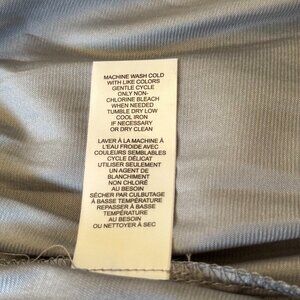 MACHINE WASH COLD
WITH LIKE COLORS
GENTLE CYCLE
ONLY NON-
CHLORINE BLEACH
WHEN NEEDED
TUMBLE DRY LOW
COOL IRON
IF NECESSARY
OR DRY CLEAN
LAVER À LA MACHINE À
L'EAU FROIDE AVEC
COULEURS SEMBLABLES
CYCLE DÉLICAT
UTILISER SEULEMENT
UN AGENT DE
BLANCHIMENT
NON CHLORÉ
AU BESOIN
SÉCHER PAR CULBUTAGE
À BASSE TEMPÉRATURE
REPASSER À BASSE
TEMPÉRATURE
AU BESOIN
OU NETTOYER À SEC